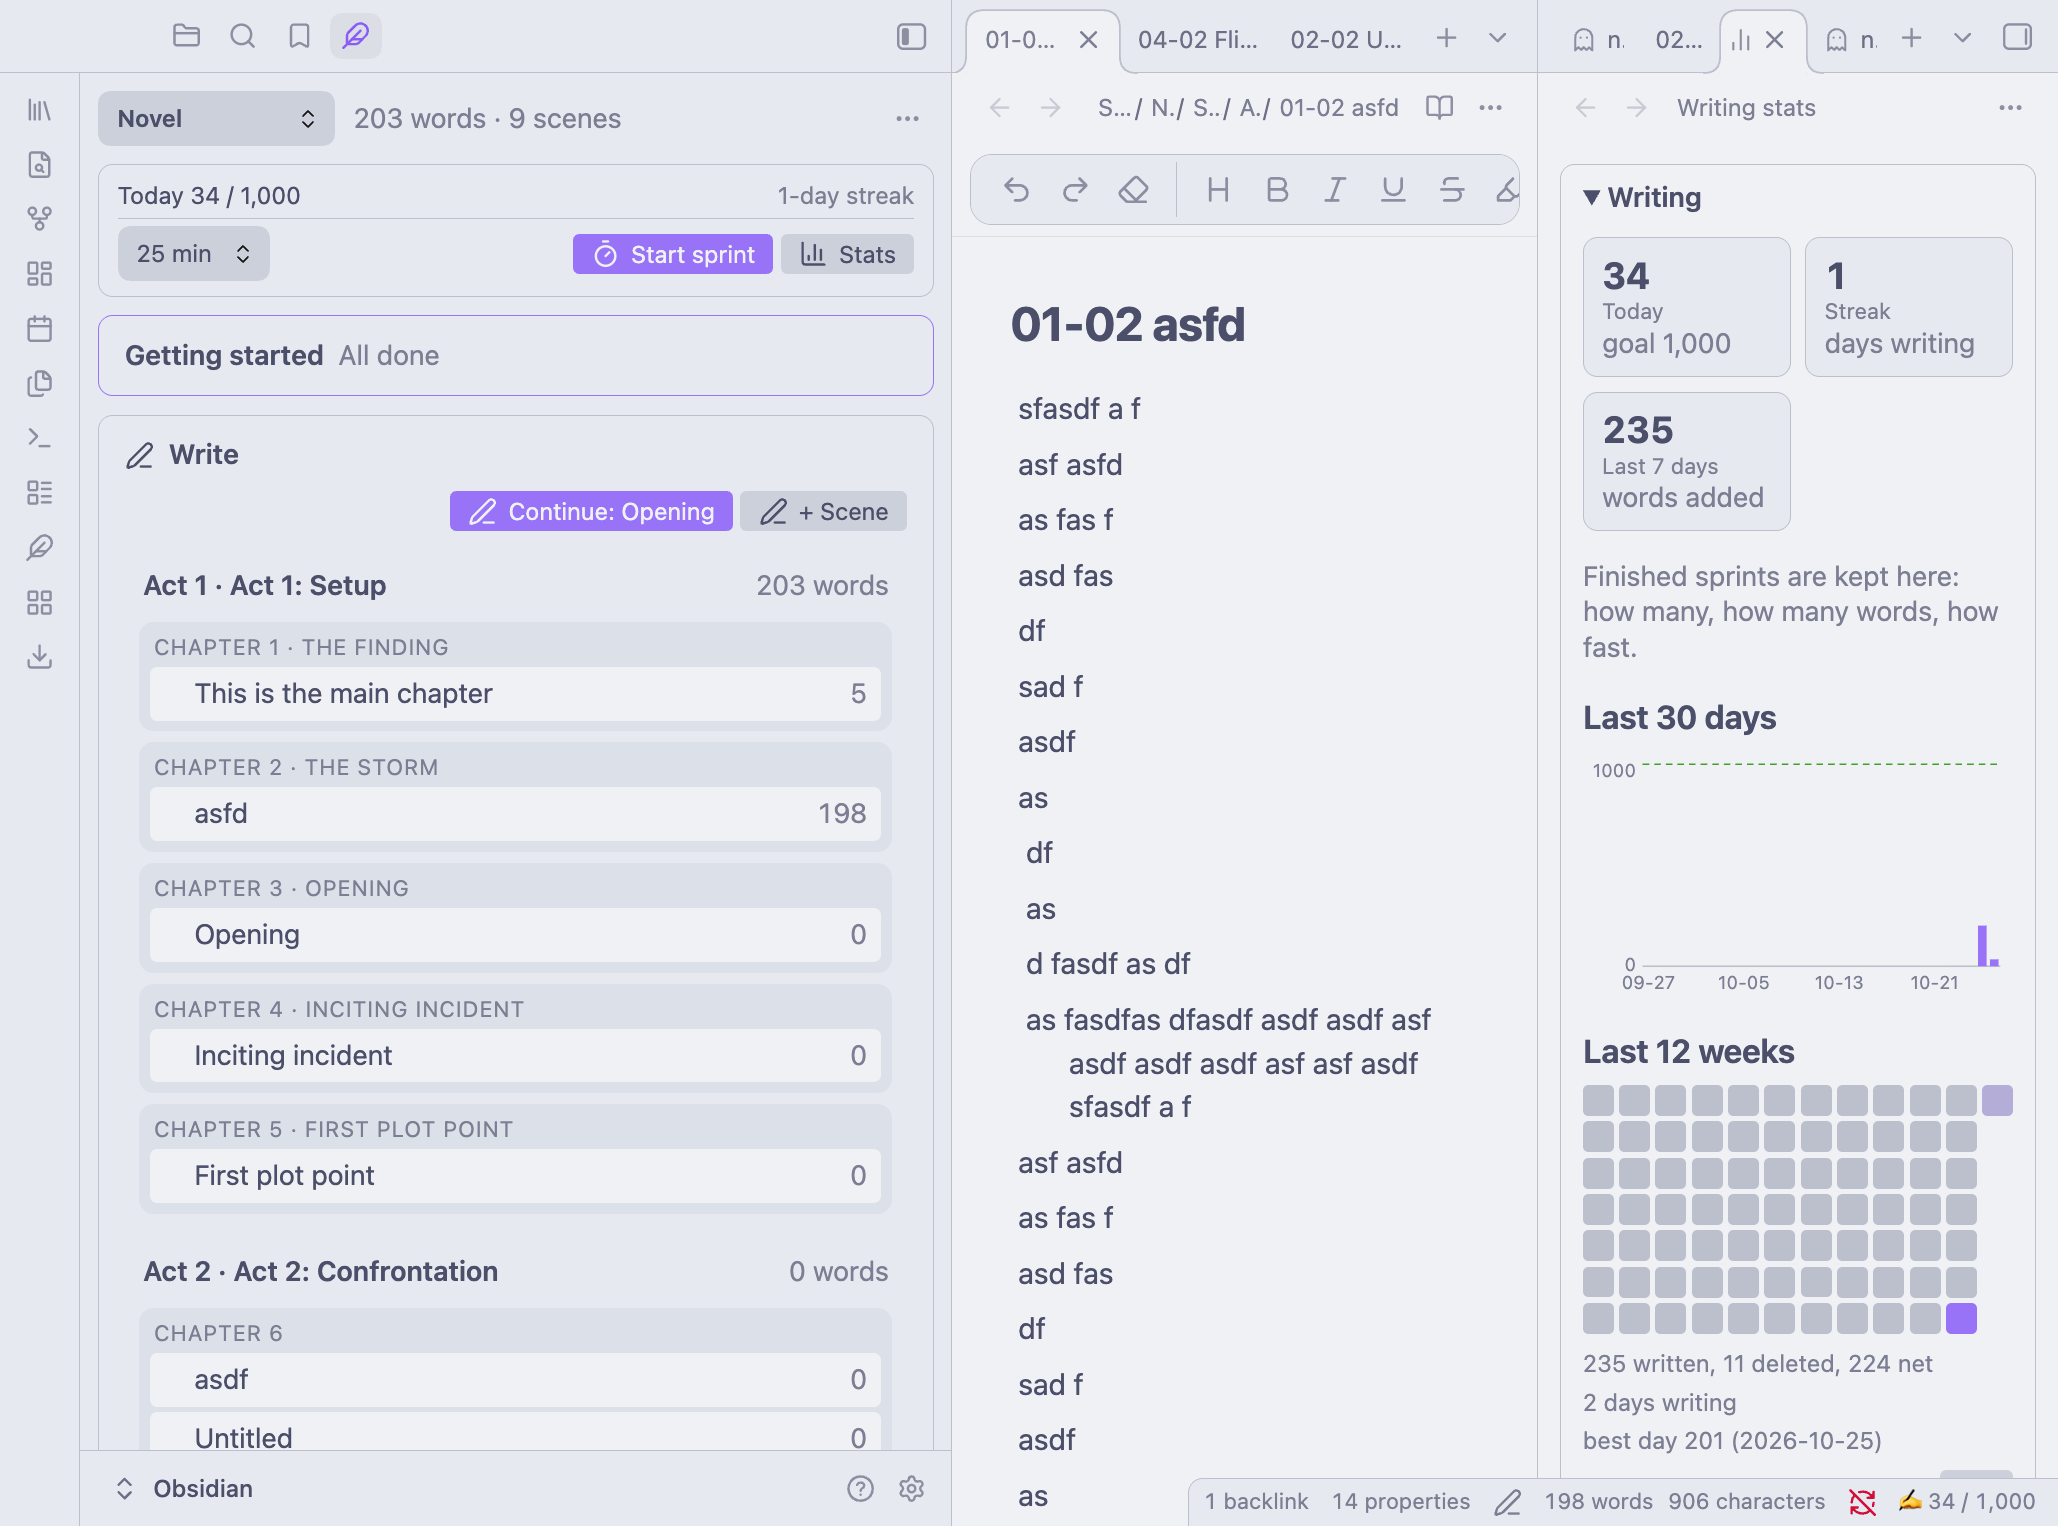 Novel
203 words · 9 scenes
Today 34 / 1,000
1-day streak
25 min
Start sprint
Stats
Getting started All done
Write
Continue: Opening
+ Scene
Act 1 · Act 1: Setup
203 words
CHAPTER 1 · THE FINDING
This is the main chapter
5
CHAPTER 2 · THE STORM
asfd
198
CHAPTER 3 · OPENING
Opening
0
CHAPTER 4 · INCITING INCIDENT
Inciting incident
0
CHAPTER 5 · FIRST PLOT POINT
First plot point
0
Act 2 · Act 2: Confrontation
0 words
CHAPTER 6
asdf
0
Untitled
0
Obsidian
01-0...
04-02 Fli...
02-02 U...
S... / N. / S.. / A. / 01-02 asfd
01-02 asfd
sfasdf a f
asf asfd
as fas f
asd fas
df
sad f
asdf
as
df
as
d fasdf as df
as fasdfas dfasdf asdf asdf asf
asdf asdf asdf asf asf asdf
sfasdf a f
asf asfd
as fas f
asd fas
df
sad f
asdf
as
n.
02...
n.
Writing stats
Writing
34
Today
goal 1,000
1
Streak
days writing
235
Last 7 days
words added
Finished sprints are kept here:
how many, how many words, how
fast.
Last 30 days
1000
0
09-27
10-05
10-13
10-21
Last 12 weeks
235 written, 11 deleted, 224 net
2 days writing
best day 201 (2026-10-25)
1 backlink
14 properties
198 words
906 characters
✍️ 34 / 1,000